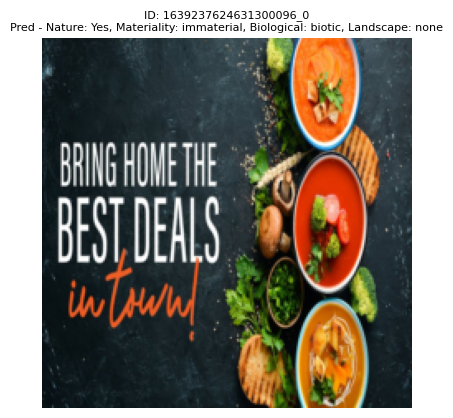 ID: 1639237624631300096_0
Pred - Nature: Yes, Materiality: immaterial, Biological: biotic, Landscape: none
BRING HOME THE
BEST DEALS
in town!